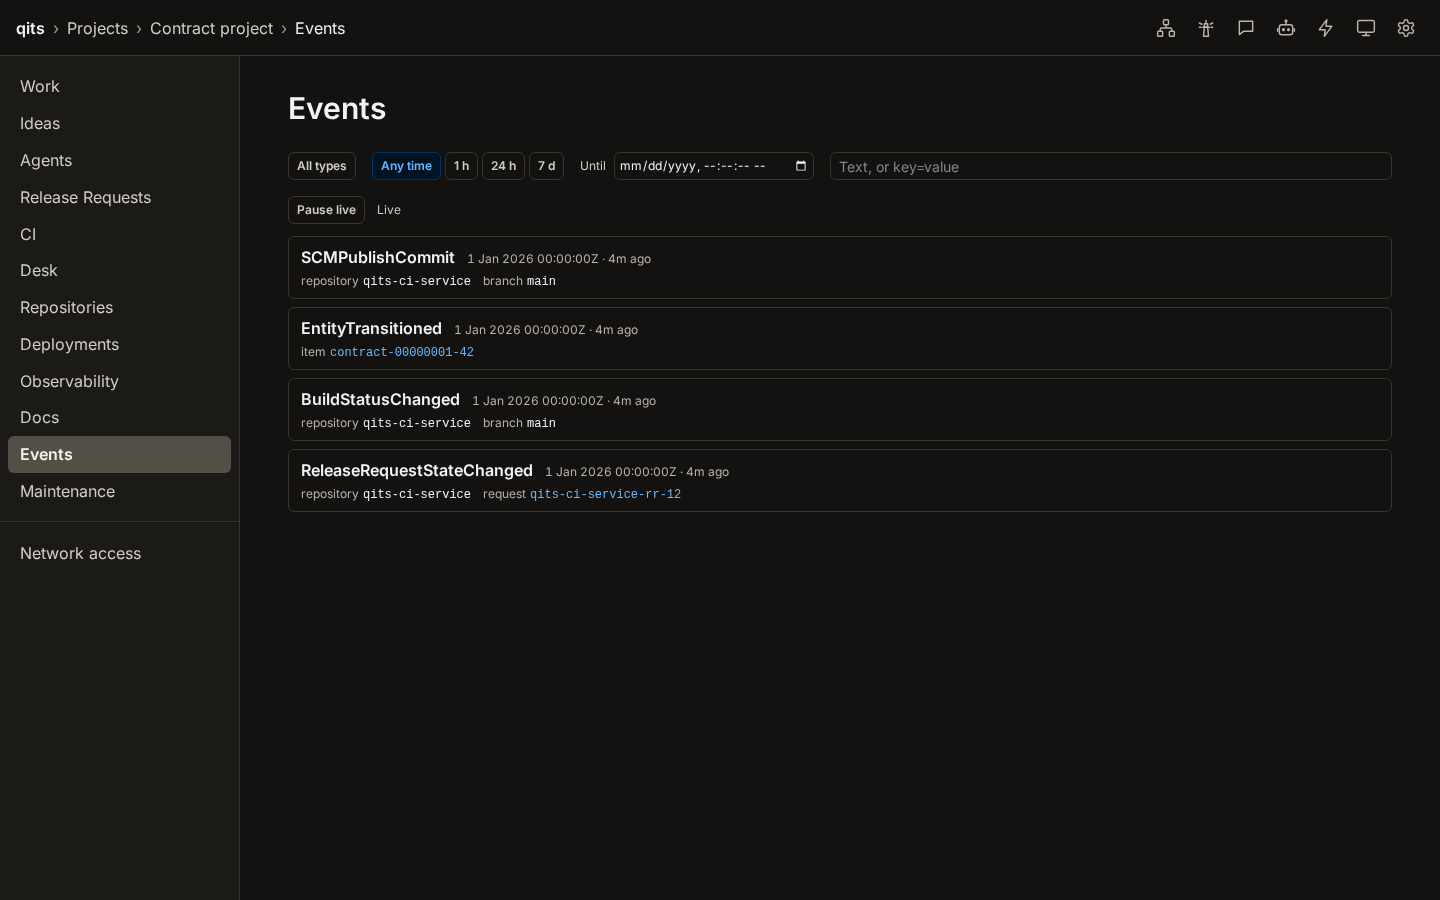 qits › Projects › Contract project › Events
Work
Ideas
Agents
Release Requests
CI
Desk
Repositories
Deployments
Observability
Docs
Events
Maintenance
Network access
Events
All types Any time 1 h 24 h 7 d Until mm/dd/yyyy, --:--:-- -- Text, or key=value
Pause live Live
SCMPublishCommit 1 Jan 2026 00:00:00Z · 4m ago
repository qits-ci-service branch main
EntityTransitioned 1 Jan 2026 00:00:00Z · 4m ago
item contract-00000001-42
BuildStatusChanged 1 Jan 2026 00:00:00Z · 4m ago
repository qits-ci-service branch main
ReleaseRequestStateChanged 1 Jan 2026 00:00:00Z · 4m ago
repository qits-ci-service request qits-ci-service-rr-12